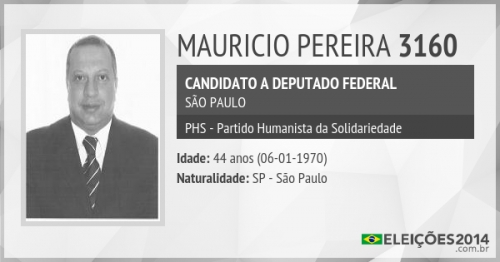 MAURICIO PEREIRA 3160
CANDIDATO A DEPUTADO FEDERAL
SÃO PAULO
PHS - Partido Humanista da Solidariedade
Idade: 44 anos (06-01-1970)
Naturalidade: SP - São Paulo
ELEIÇÕES2014
.com.br